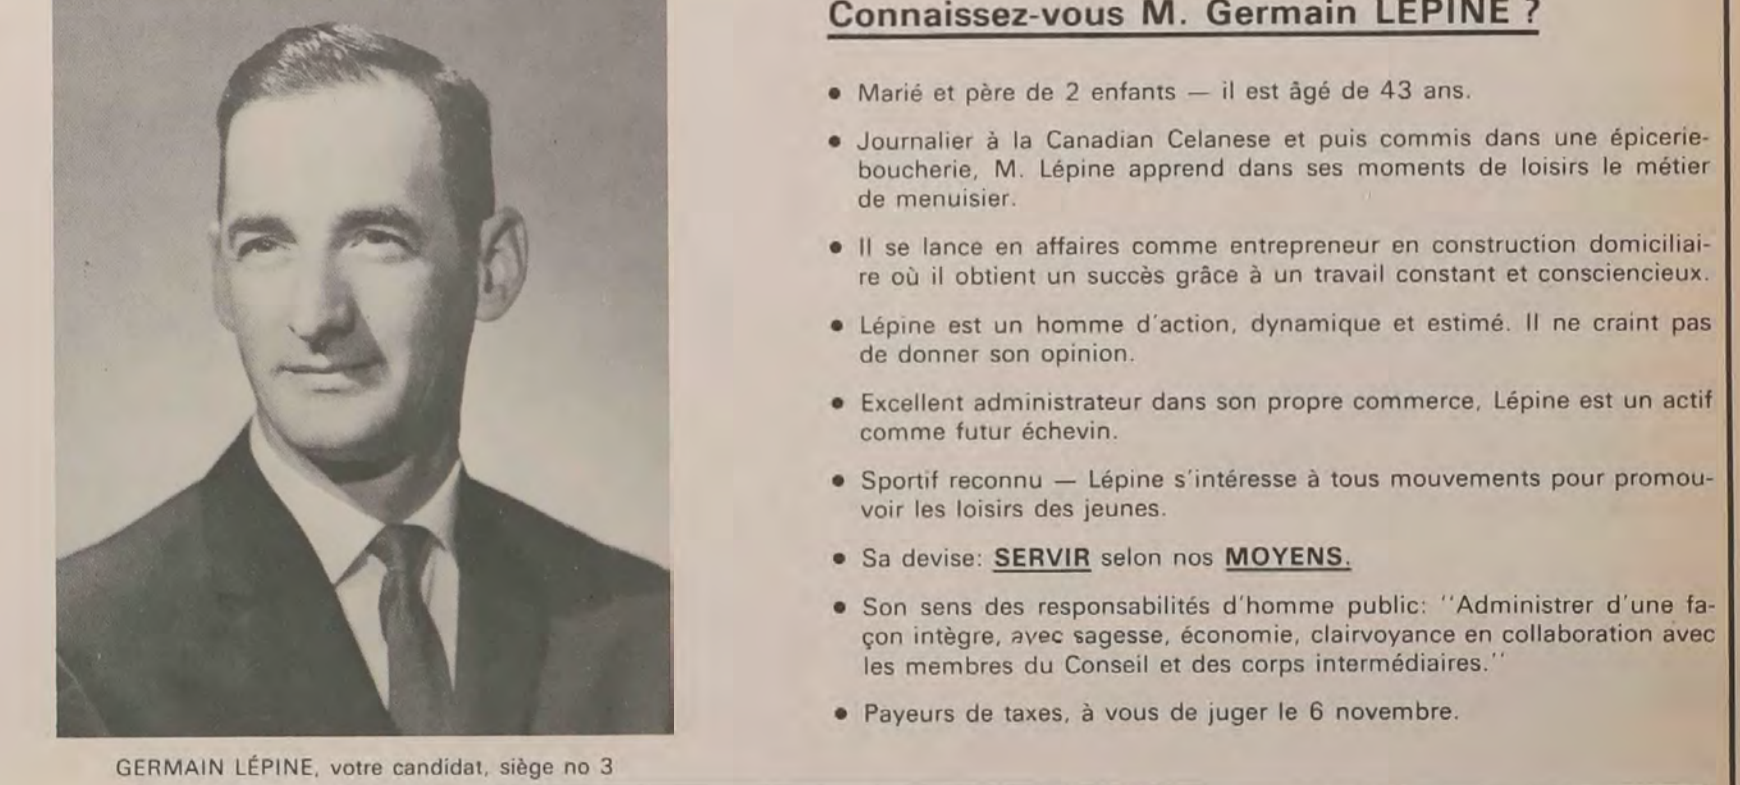 Connaissez-vous M. Germain LÉPINE ?
● Marié et père de 2 enfants — il est âgé de 43 ans.
● Journalier à la Canadian Celanese et puis commis dans une épicerie-
boucherie, M. Lépine apprend dans ses moments de loisirs le métier
de menuisier.
● Il se lance en affaires comme entrepreneur en construction domiciliai-
re où il obtient un succès grâce à un travail constant et consciencieux.
● Lépine est un homme d'action, dynamique et estimé. Il ne craint pas
de donner son opinion.
● Excellent administrateur dans son propre commerce, Lépine est un actif
comme futur échevin.
● Sportif reconnu — Lépine s'intéresse à tous mouvements pour promou-
voir les loisirs des jeunes.
● Sa devise: SERVIR selon nos MOYENS.
● Son sens des responsabilités d'homme public: ''Administrer d'une fa-
çon intègre, avec sagesse, économie, clairvoyance en collaboration avec
les membres du Conseil et des corps intermédiaires.''
● Payeurs de taxes, à vous de juger le 6 novembre.
GERMAIN LÉPINE, votre candidat, siège no 3